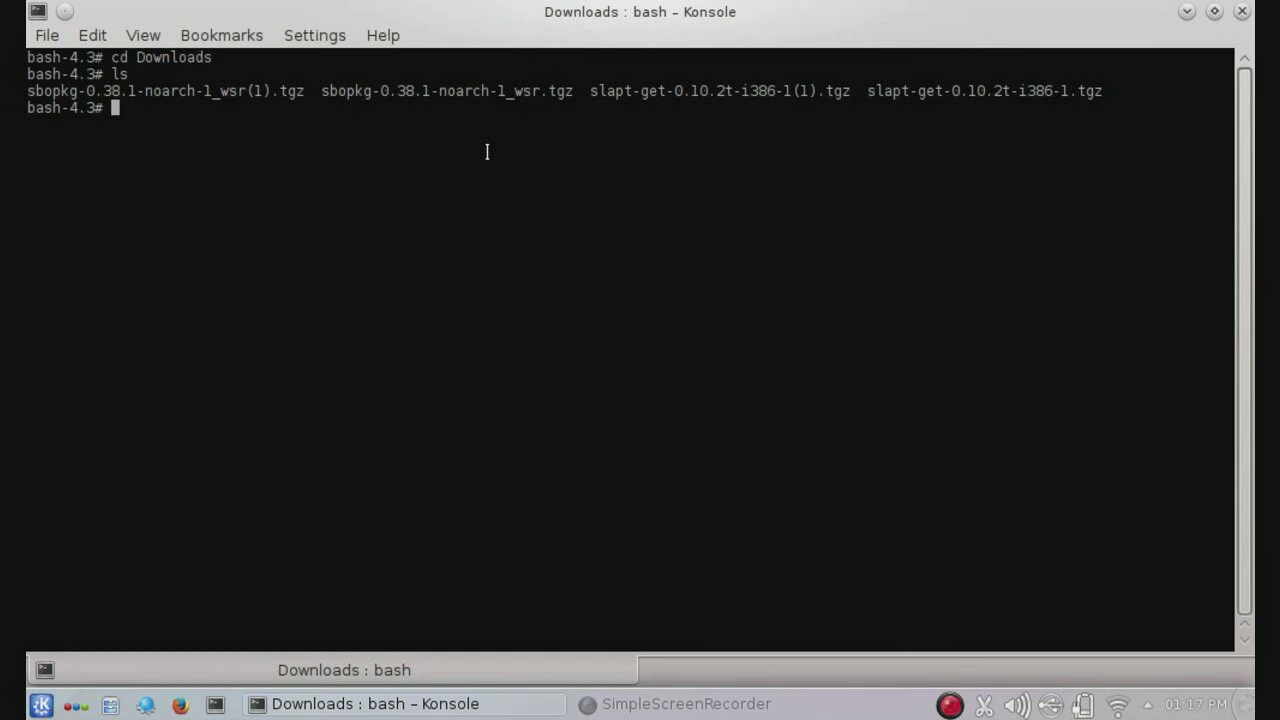 Downloads : bash – Konsole
File Edit View Bookmarks Settings Help
bash-4.3# cd Downloads
bash-4.3# ls
sbopkg-0.38.1-noarch-1_wsr(1).tgz sbopkg-0.38.1-noarch-1_wsr.tgz slapt-get-0.10.2t-i386-1(1).tgz slapt-get-0.10.2t-i386-1.tgz
bash-4.3#
Downloads : bash
Downloads : bash – Konsole SimpleScreenRecorder 01:17 PM